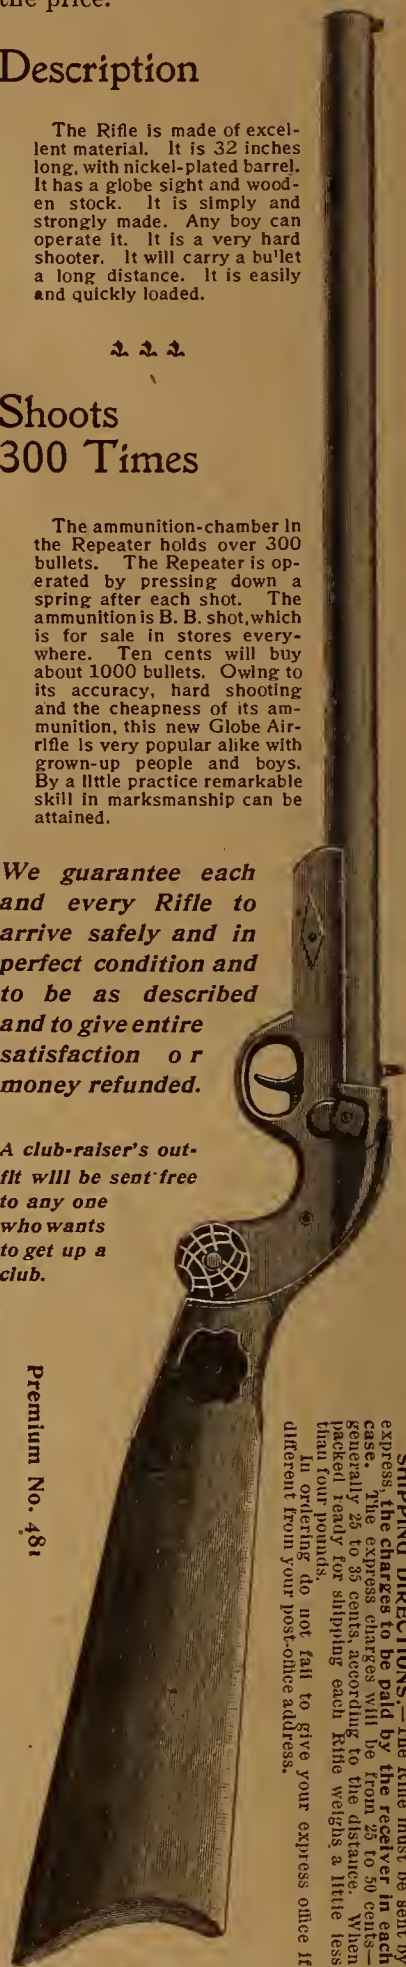 the price.
Description
The Rifle is made of excel-
lent material. It is 32 inches
long, with nickel-plated barrel.
It has a globe sight and wood-
en stock. It is simply and
strongly made. Any boy can
operate it. It is a very hard
shooter. It will carry a bu'let
a long distance. It is easily
and quickly loaded.
Shoots
300 Times
The ammunition-chamber in
the Repeater holds over 300
bullets. The Repeater is op-
erated by pressing down a
spring after each shot. The
ammunition is B. B. shot, which
is for sale in stores every-
where. Ten cents will buy
about 1000 bullets. Owing to
its accuracy, hard shooting
and the cheapness of its am-
munition, this new Globe Air-
rifle is very popular alike with
grown-up people and boys.
By a little practice remarkable
skill in marksmanship can be
attained.
We guarantee each
and every Rifle to
arrive safely and in
perfect condition and
to be as described
and to give entire
satisfaction or
money refunded.
A club-raiser's out-
fit will be sent free
to any one
who wants
to get up a
club.
Premium No. 481
SHIPPING DIRECTIONS.—The Rifle must be sent by
express, the charges to be paid by the receiver in each
case. The express charges will be from 25 to 50 cents—
generally 25 to 35 cents, according to the distance. When
packed ready for shipping each Rifle weighs a little less
than four pounds.
In ordering do not fail to give your express office if
different from your post-office address.